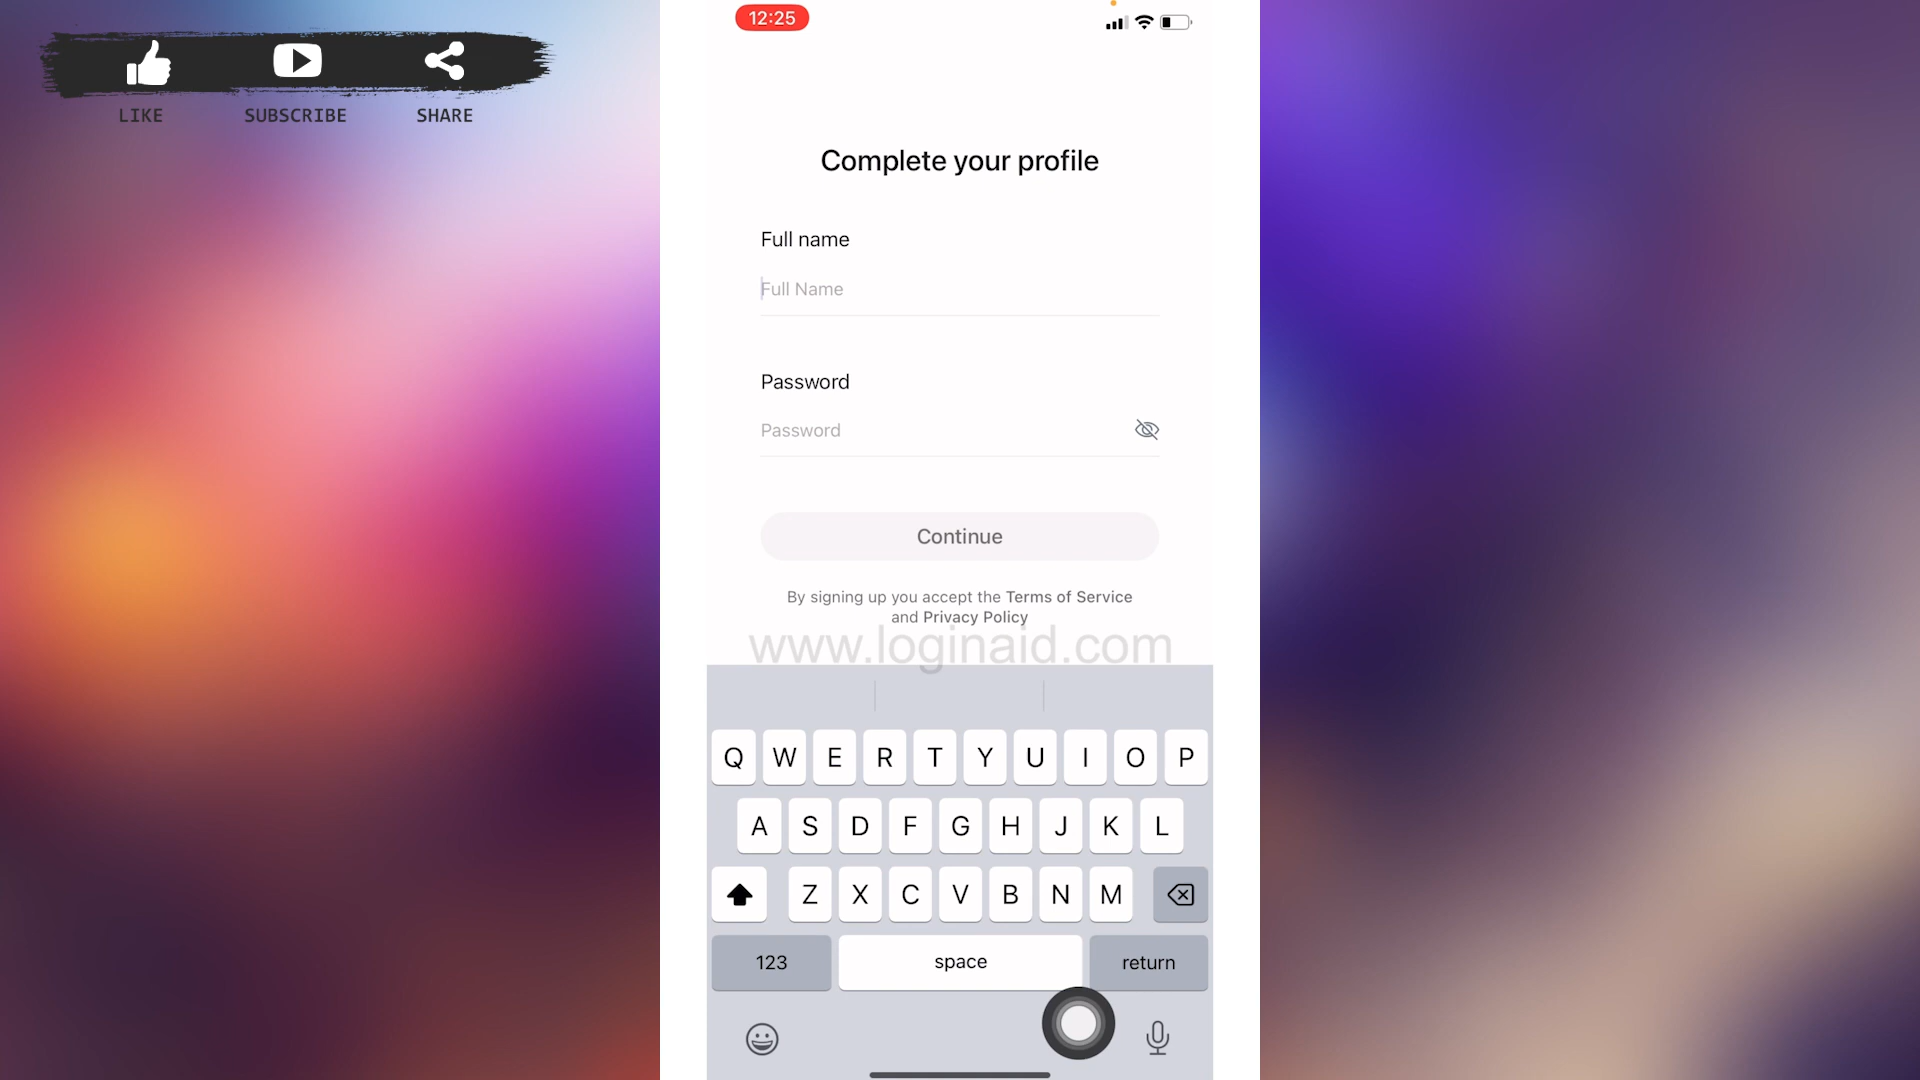 LIKE SUBSCRIBE SHARE
12:25
Complete your profile
Full name
Full Name
Password
Password
Continue
By signing up you accept the Terms of Service
and Privacy Policy
www.loginaid.com
Q W E R T Y U I O P
A S D F G H J K L
Z X C V B N M
123 space return